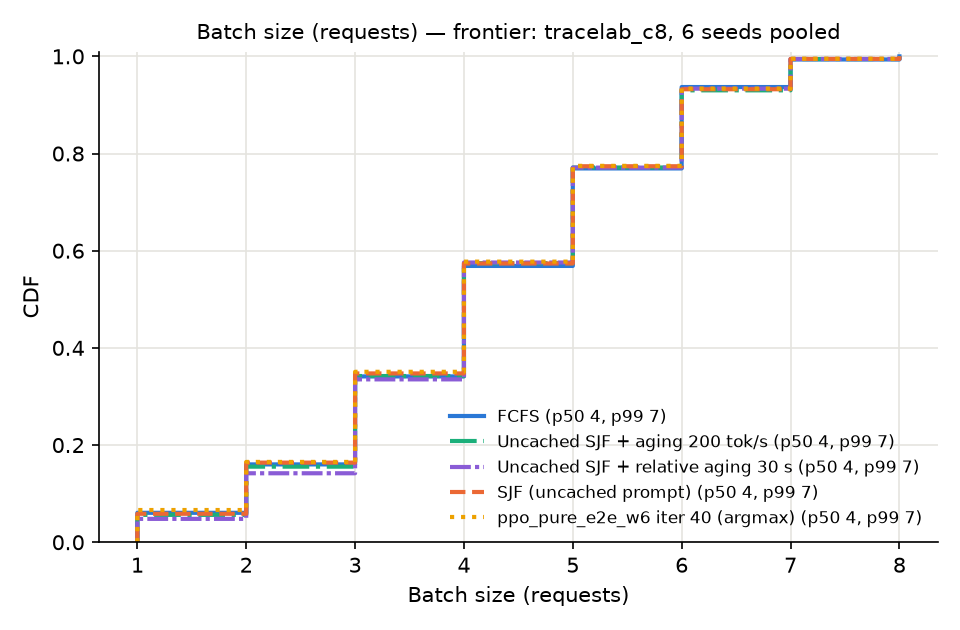 Batch size (requests) — frontier: tracelab_c8, 6 seeds pooled
1.0
0.8
0.6
0.4
0.2
0.0
CDF
FCFS (p50 4, p99 7)
Uncached SJF + aging 200 tok/s (p50 4, p99 7)
Uncached SJF + relative aging 30 s (p50 4, p99 7)
SJF (uncached prompt) (p50 4, p99 7)
ppo_pure_e2e_w6 iter 40 (argmax) (p50 4, p99 7)
1 2 3 4 5 6 7 8
Batch size (requests)